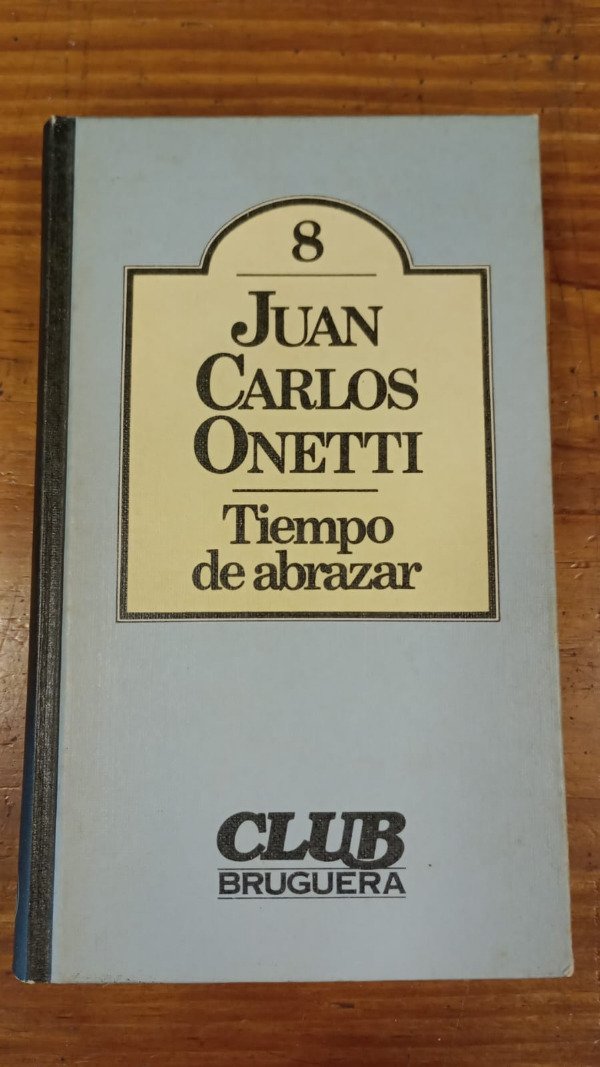 8
JUAN
CARLOS
ONETTI
Tiempo
de abrazar
CLUB
BRUGUERA